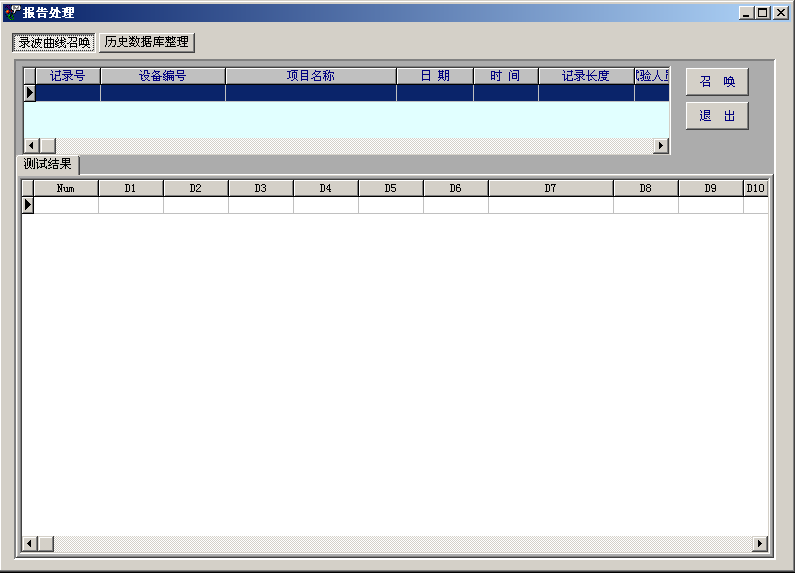 报告处理
录波曲线召唤 历史数据库整理
记录号 设备编号 项目名称 日 期 时 间 记录长度 试验人员
召 唤
退 出
测试结果
Num D1 D2 D3 D4 D5 D6 D7 D8 D9 D10